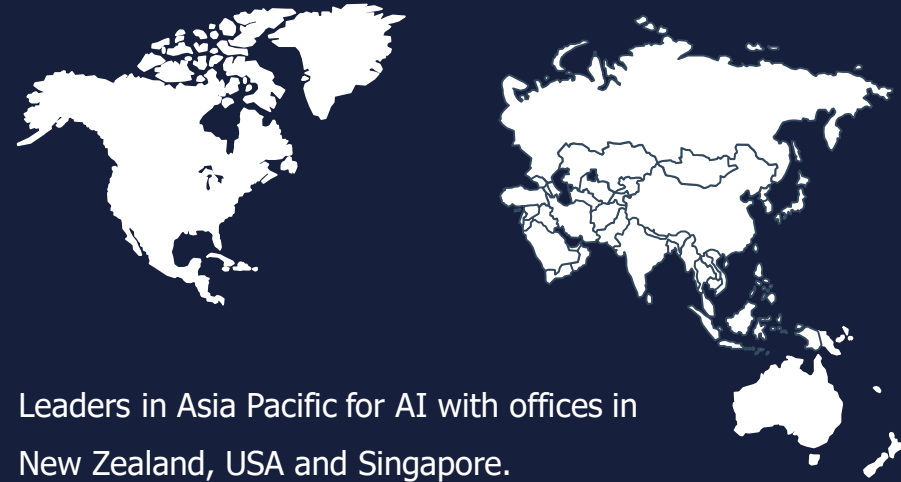 Leaders in Asia Pacific for AI with offices in
New Zealand, USA and Singapore.